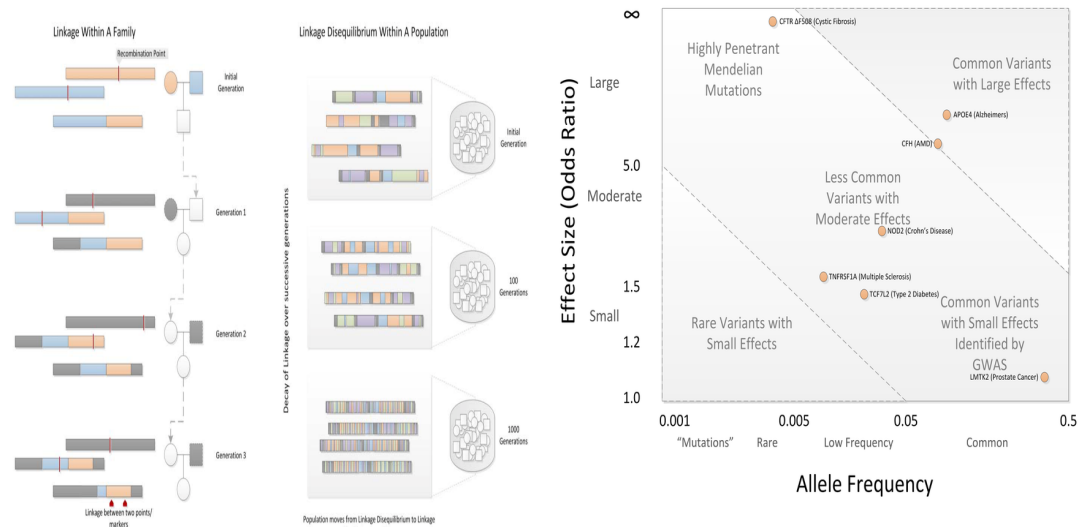 Linkage Within A Family
Recombination Point
Initial
Generation
Generation 1
Generation 2
Generation 3
Linkage between two points/
markers
Linkage Disequilibrium Within A Population
Decay of Linkage over successive generations
Initial
Generation
100
Generations
1000
Generations
Population moves from Linkage Disequilibrium to Linkage
Effect Size (Odds Ratio)
∞
Large
5.0
Moderate
1.5
Small
1.2
1.0
CFTR ΔF508 (Cystic Fibrosis)
Highly Penetrant
Mendelian
Mutations
Common Variants
with Large Effects
APOE4 (Alzheimers)
CFH (AMD)
Less Common
Variants with
Moderate Effects
NOD2 (Crohn's Disease)
TNFRSF1A (Multiple Sclerosis)
TCF7L2 (Type 2 Diabetes)
Rare Variants with
Small Effects
Common Variants
with Small Effects
Identified by
GWAS
LMTK2 (Prostate Cancer)
0.001
0.005
0.05
0.5
"Mutations"
Rare
Low Frequency
Common
Allele Frequency